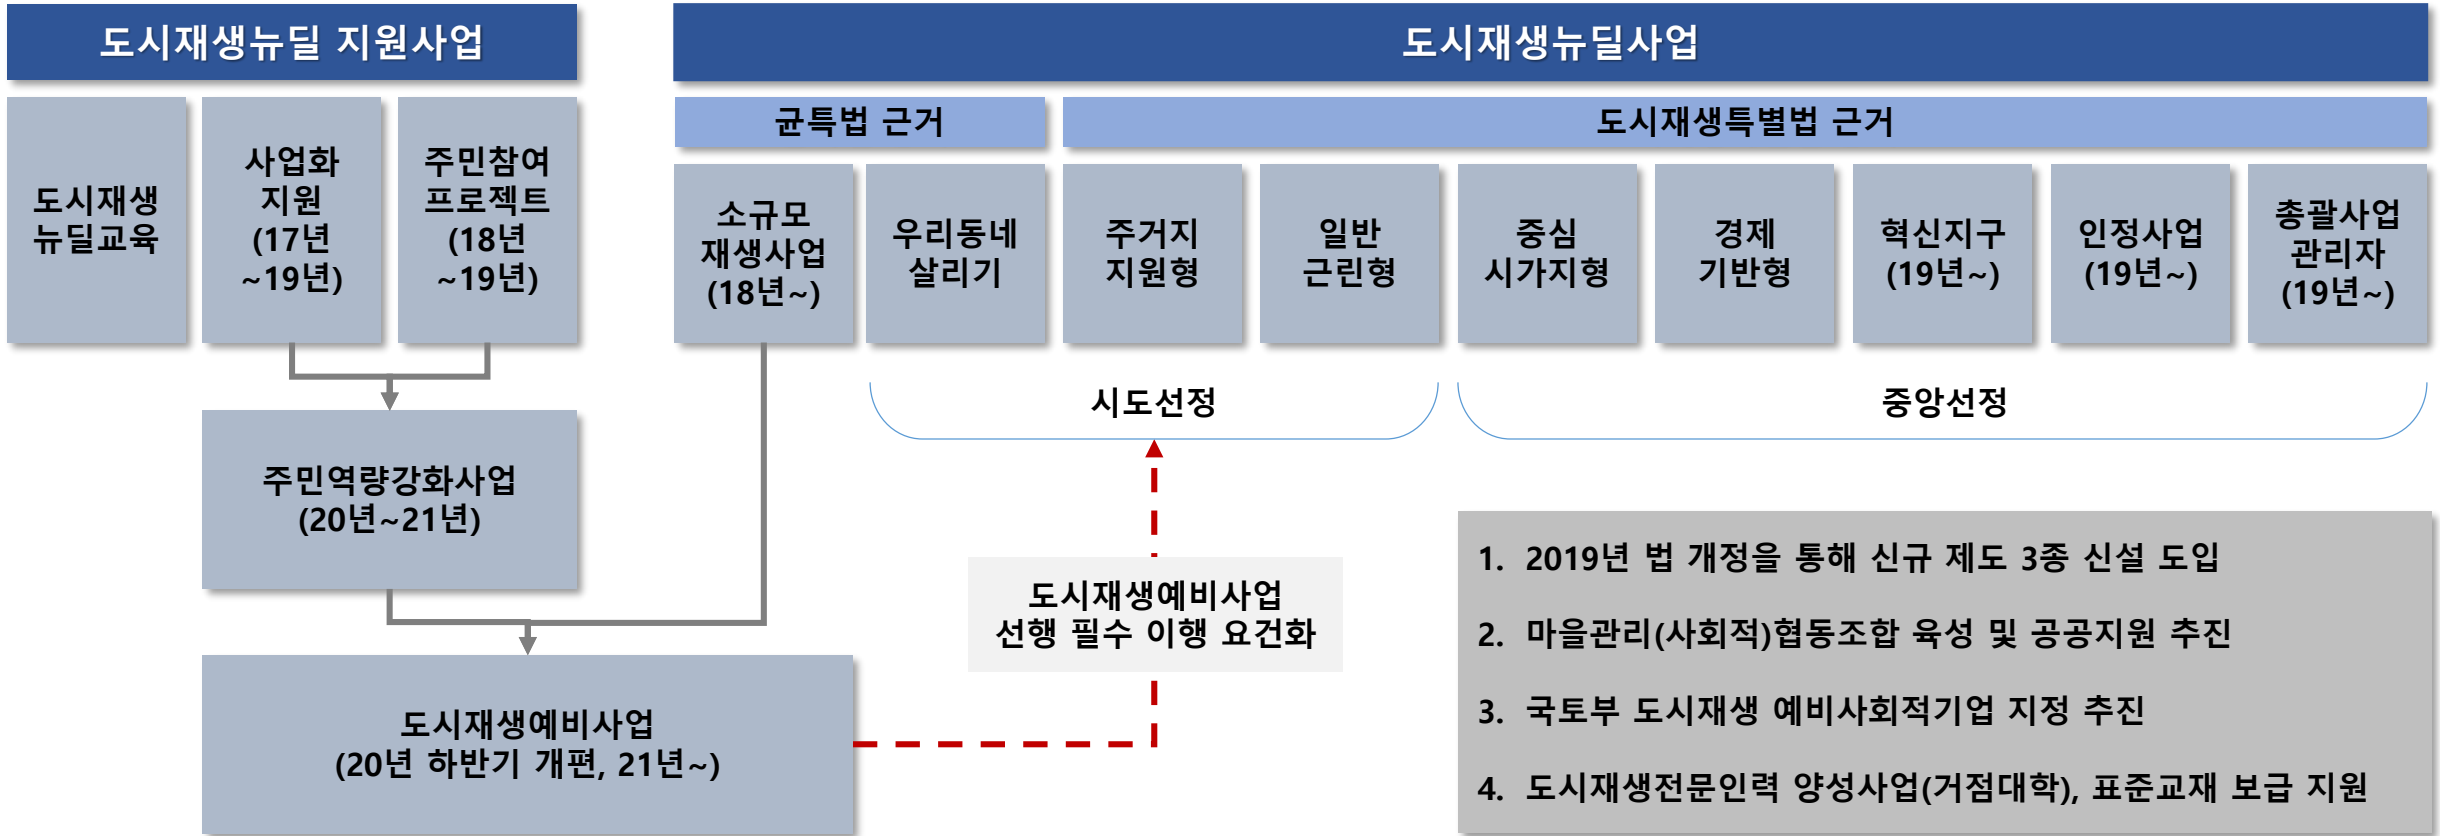 도시재생뉴딜 지원사업
도시재생
뉴딜교육
사업화
지원
(17년
~19년)
주민참여
프로젝트
(18년
~19년)
주민역량강화사업
(20년~21년)
도시재생예비사업
(20년 하반기 개편, 21년~)
도시재생뉴딜사업
균특법 근거
도시재생특별법 근거
소규모
재생사업
(18년~)
우리동네
살리기
주거지
지원형
일반
근린형
중심
시가지형
경제
기반형
혁신지구
(19년~)
인정사업
(19년~)
총괄사업
관리자
(19년~)
시도선정
중앙선정
도시재생예비사업
선행 필수 이행 요건화
1. 2019년 법 개정을 통해 신규 제도 3종 신설 도입
2. 마을관리(사회적)협동조합 육성 및 공공지원 추진
3. 국토부 도시재생 예비사회적기업 지정 추진
4. 도시재생전문인력 양성사업(거점대학), 표준교재 보급 지원